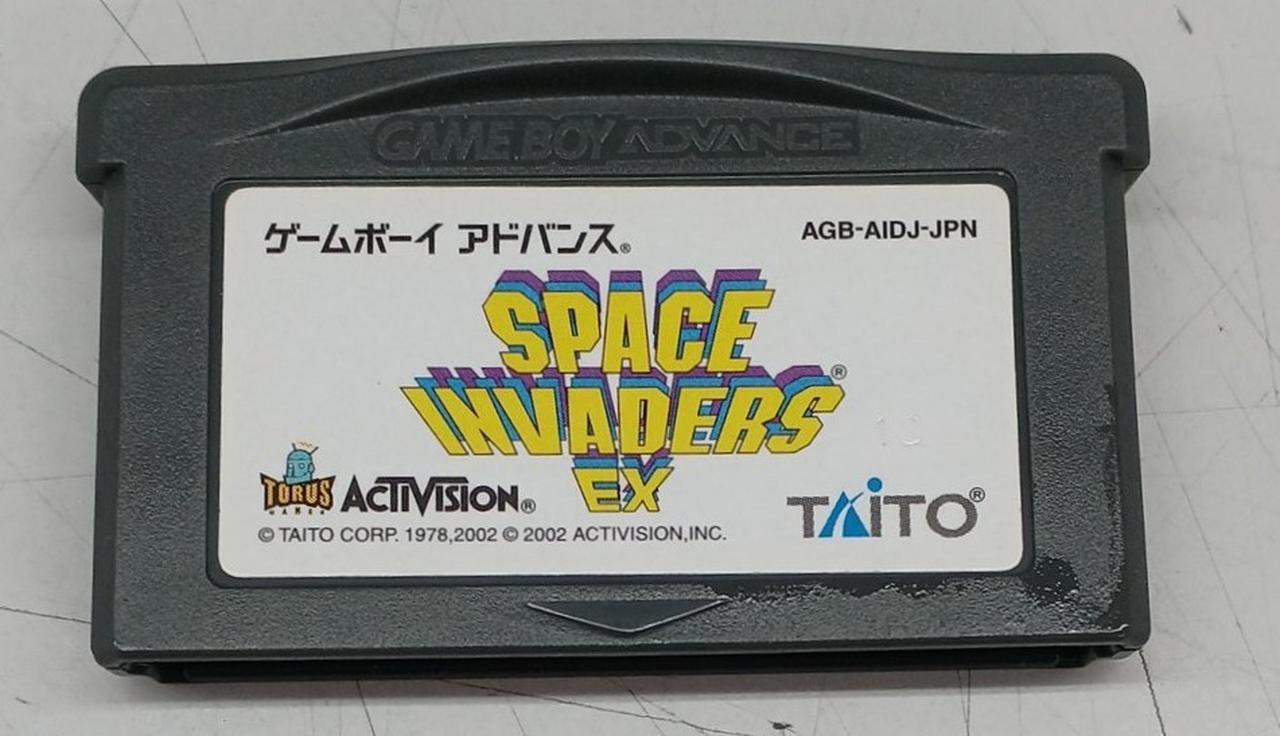 GAME BOY ADVANCE
ゲームボーイ アドバンス®
AGB-AIDJ-JPN
SPACE
INVADERS®
EX
TORUS
GAMES
ACTIVISION®
TAITO®
© TAITO CORP. 1978,2002 © 2002 ACTIVISION,INC.